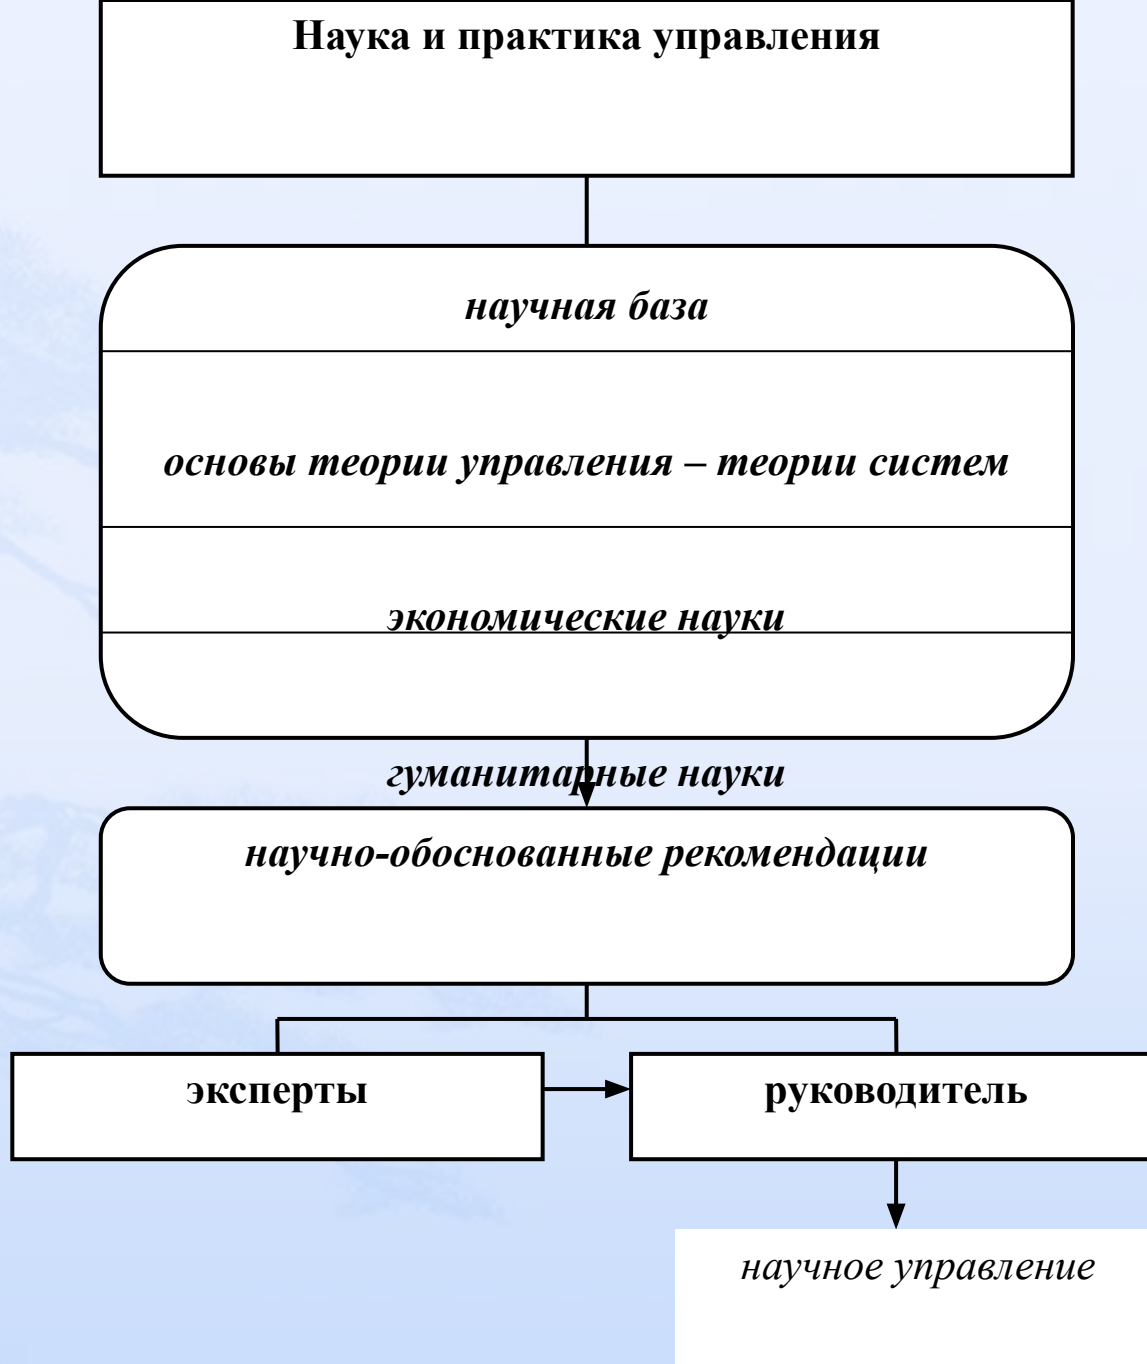 Наука и практика управления
научная база
основы теории управления – теории систем
экономические науки
гуманитарные науки
научно-обоснованные рекомендации
эксперты
руководитель
научное управление